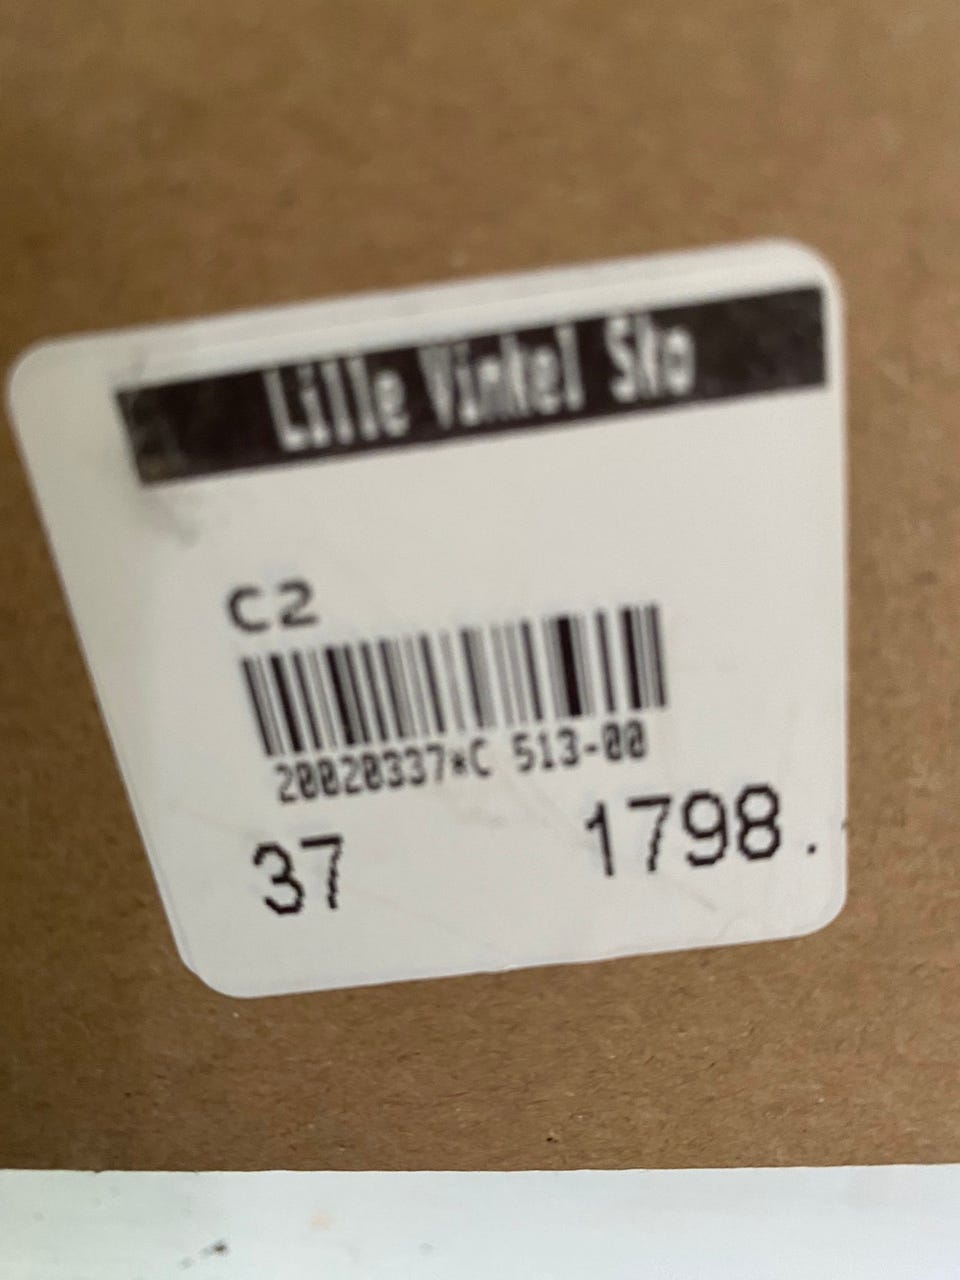 Lille Vinkel Sko
C2
20020337*C 513-00
37 1798.